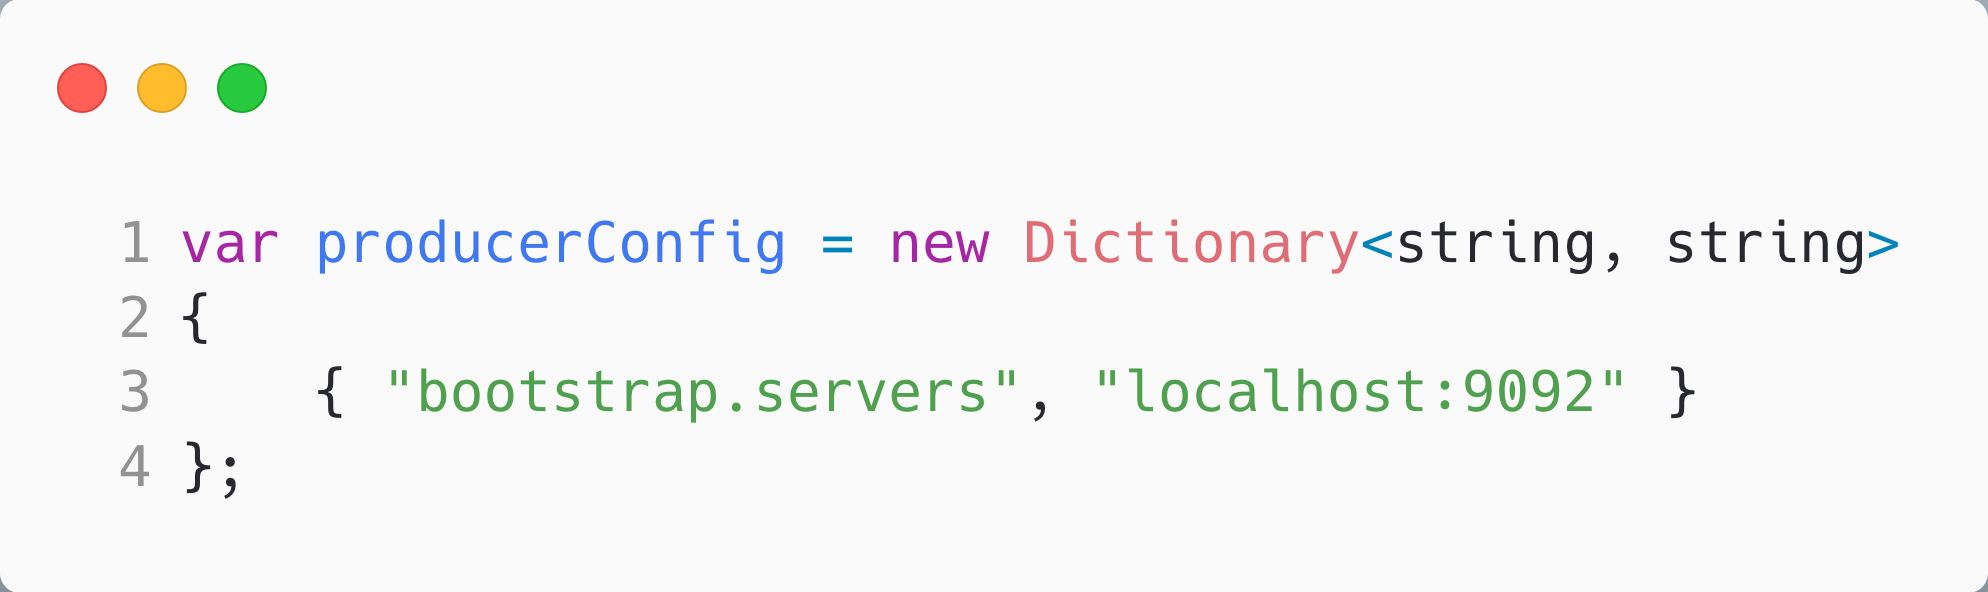 1 var producerConfig = new Dictionary<string, string>
2 {
3     { "bootstrap.servers", "localhost:9092" }
4 };